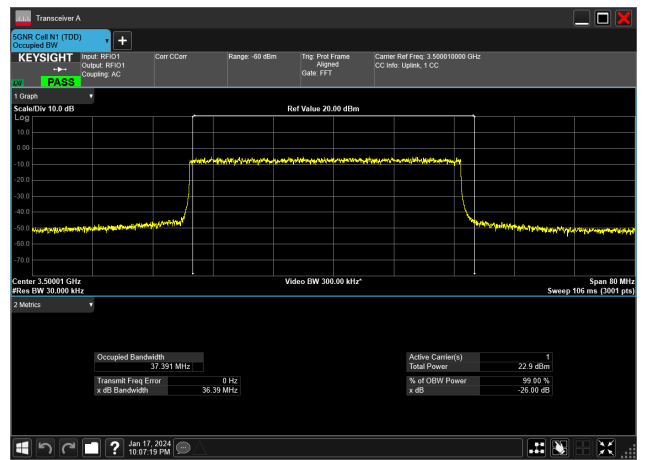 Transceiver A
5GNR Cell N1 (TDD)
Occupied BW
KEYSIGHT
PASS
Input: RFIO1
Output: RFIO1
Coupling: AC
Corr CCorr
Range: -60 dBm
Trig: Prot Frame
Aligned
Gate: FFT
Carrier Ref Freq: 3.500010000 GHz
CC Info: Uplink, 1 CC
1 Graph
Scale/Div 10.0 dB
Ref Value 20.00 dBm
Log
10.0
0.00
-10.0
-20.0
-30.0
-40.0
-50.0
-60.0
-70.0
Center 3.50001 GHz
Video BW 300.00 kHz*
Span 80 MHz
#Res BW 30.000 kHz
Sweep 106 ms (3001 pts)
2 Metrics
Occupied Bandwidth
37.391 MHz
Transmit Freq Error 0 Hz
x dB Bandwidth 36.39 MHz
Active Carrier(s) 1
Total Power 22.9 dBm
% of OBW Power 99.00 %
x dB -26.00 dB
Jan 17, 2024
10:07:19 PM